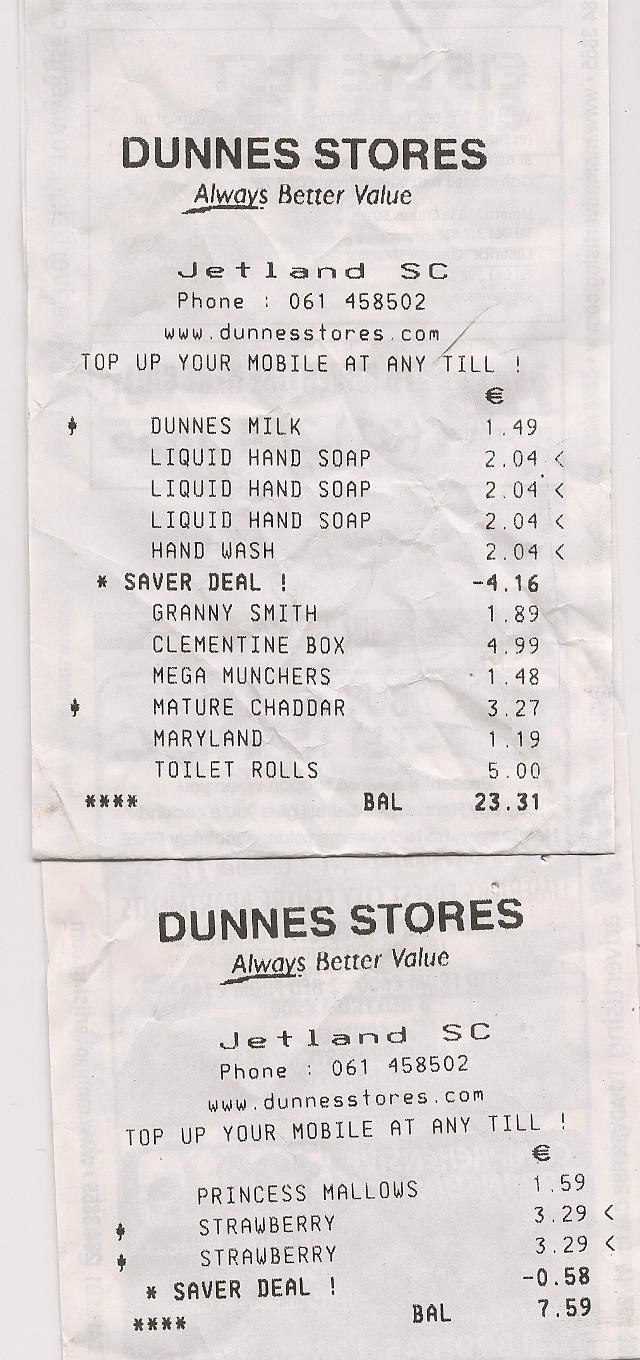 DUNNES STORES
Always Better Value
Jetland SC
Phone : 061 458502
www.dunnesstores.com
TOP UP YOUR MOBILE AT ANY TILL !
€
DUNNES MILK 1.49
LIQUID HAND SOAP 2.04 <
LIQUID HAND SOAP 2.04 <
LIQUID HAND SOAP 2.04 <
HAND WASH 2.04 <
* SAVER DEAL ! -4.16
GRANNY SMITH 1.89
CLEMENTINE BOX 4.99
MEGA MUNCHERS 1.48
MATURE CHADDAR 3.27
MARYLAND 1.19
TOILET ROLLS 5.00
**** BAL 23.31
DUNNES STORES
Always Better Value
Jetland SC
Phone : 061 458502
www.dunnesstores.com
TOP UP YOUR MOBILE AT ANY TILL !
€
PRINCESS MALLOWS 1.59
STRAWBERRY 3.29 <
STRAWBERRY 3.29 <
* SAVER DEAL ! -0.58
**** BAL 7.59